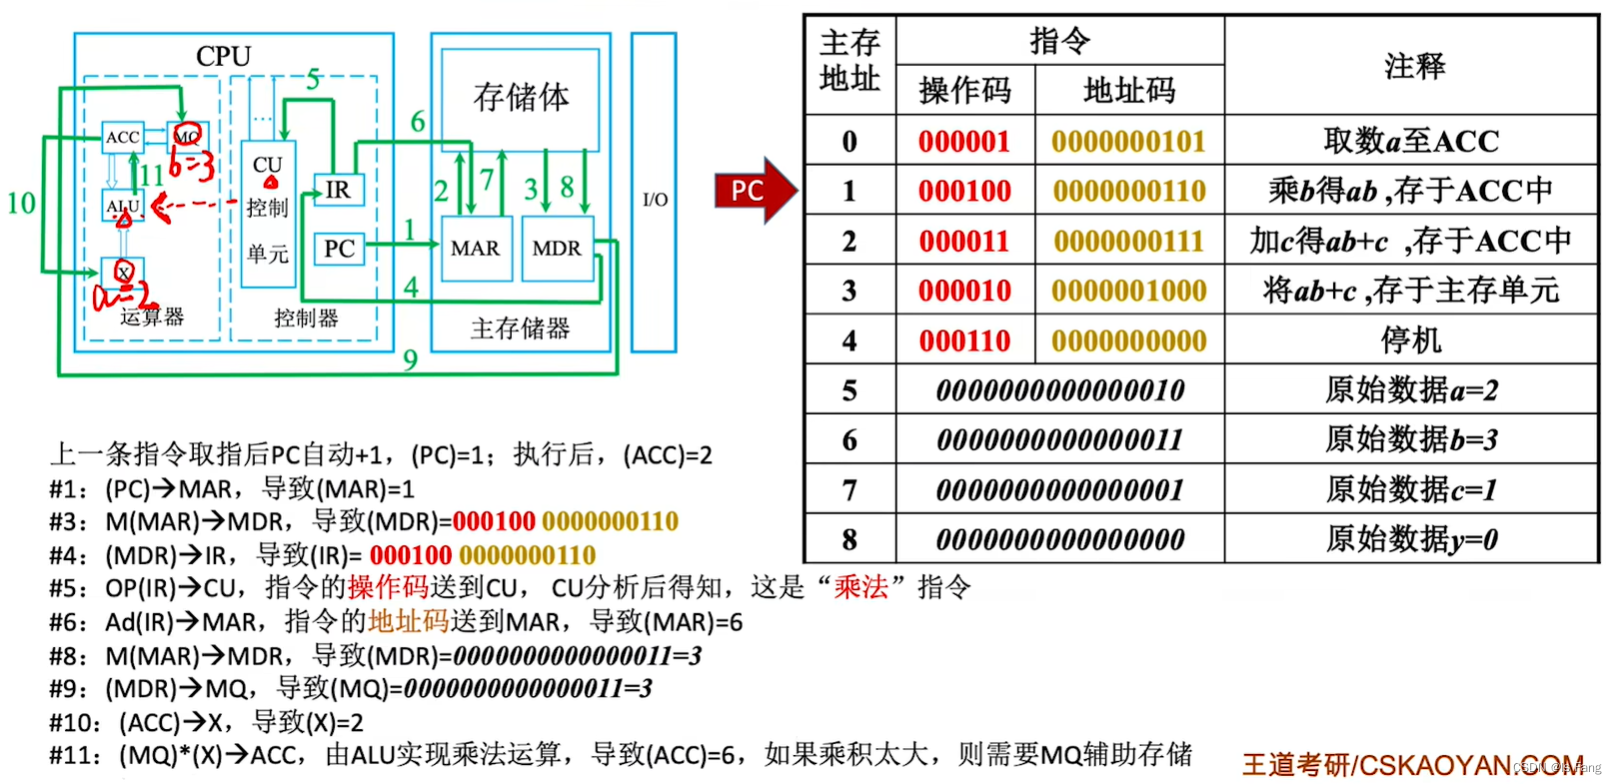 CPU
5
ACC
MQ
b=3
11
ALU
X
a=2
运算器
10
...
CU
控制
单元
IR
PC
控制器
6
存储体
2
7
3
8
1
MAR
MDR
4
主存储器
9
I/O
PC
主存地址 指令 注释
操作码 地址码
0 000001 0000000101 取数a至ACC
1 000100 0000000110 乘b得ab ,存于ACC中
2 000011 0000000111 加c得ab+c ,存于ACC中
3 000010 0000001000 将ab+c ,存于主存单元
4 000110 0000000000 停机
5 0000000000000010 原始数据a=2
6 0000000000000011 原始数据b=3
7 0000000000000001 原始数据c=1
8 0000000000000000 原始数据y=0
上一条指令取指后PC自动+1，(PC)=1；执行后，(ACC)=2
#1：(PC)→MAR，导致(MAR)=1
#3：M(MAR)→MDR，导致(MDR)=000100 0000000110
#4：(MDR)→IR，导致(IR)= 000100 0000000110
#5：OP(IR)→CU，指令的操作码送到CU， CU分析后得知，这是“乘法”指令
#6：Ad(IR)→MAR，指令的地址码送到MAR，导致(MAR)=6
#8：M(MAR)→MDR，导致(MDR)=0000000000000011=3
#9：(MDR)→MQ，导致(MQ)=0000000000000011=3
#10：(ACC)→X，导致(X)=2
#11：(MQ)*(X)→ACC，由ALU实现乘法运算，导致(ACC)=6，如果乘积太大，则需要MQ辅助存储
王道考研/CSKAOYAN.COM